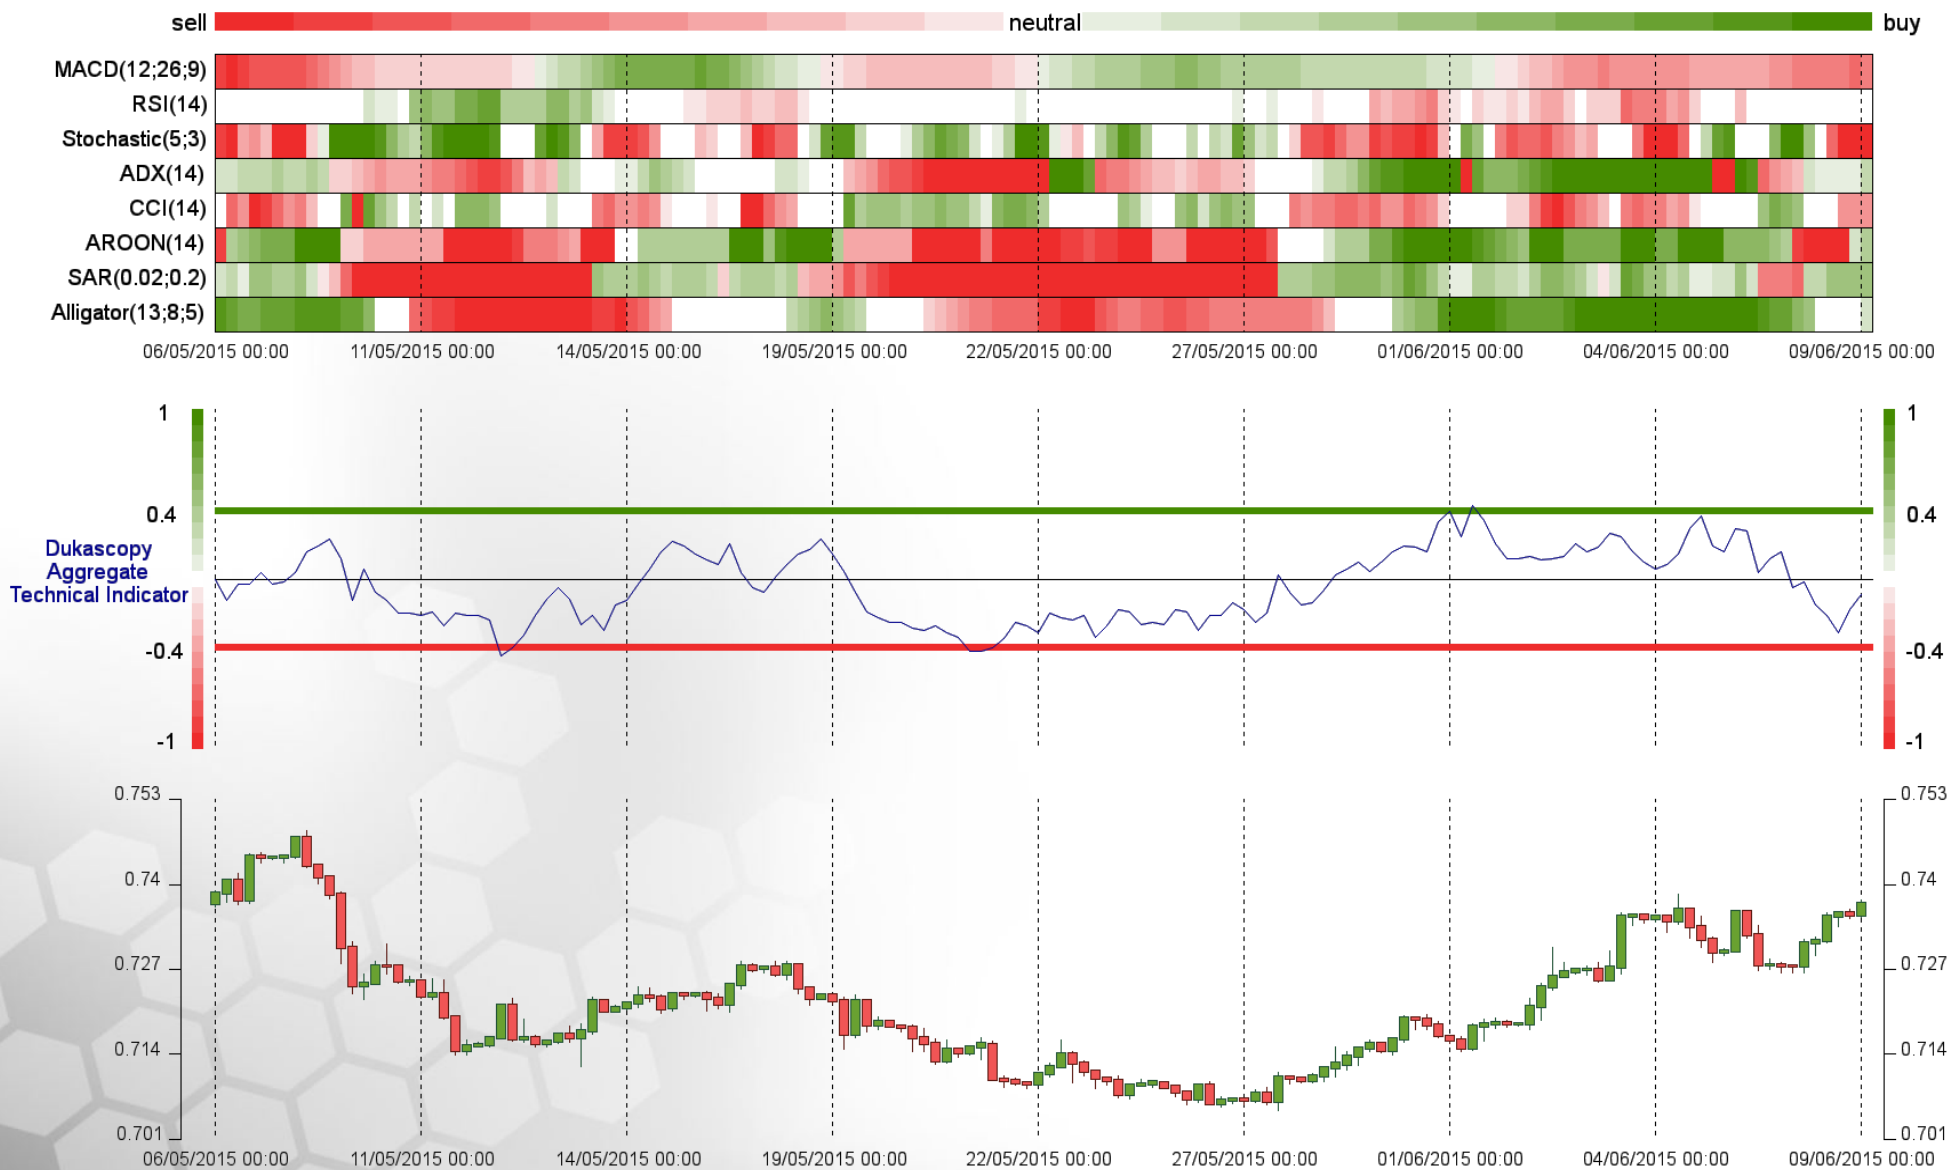 sell neutral buy
MACD(12;26;9)
RSI(14)
Stochastic(5;3)
ADX(14)
CCI(14)
AROON(14)
SAR(0.02;0.2)
Alligator(13;8;5)
06/05/2015 00:00 11/05/2015 00:00 14/05/2015 00:00 19/05/2015 00:00 22/05/2015 00:00 27/05/2015 00:00 01/06/2015 00:00 04/06/2015 00:00 09/06/2015 00:00
1 1
0.4 0.4
Dukascopy
Aggregate
Technical Indicator
-0.4 -0.4
-1 -1
0.753 0.753
0.74 0.74
0.727 0.727
0.714 0.714
0.701 0.701
06/05/2015 00:00 11/05/2015 00:00 14/05/2015 00:00 19/05/2015 00:00 22/05/2015 00:00 27/05/2015 00:00 01/06/2015 00:00 04/06/2015 00:00 09/06/2015 00:00